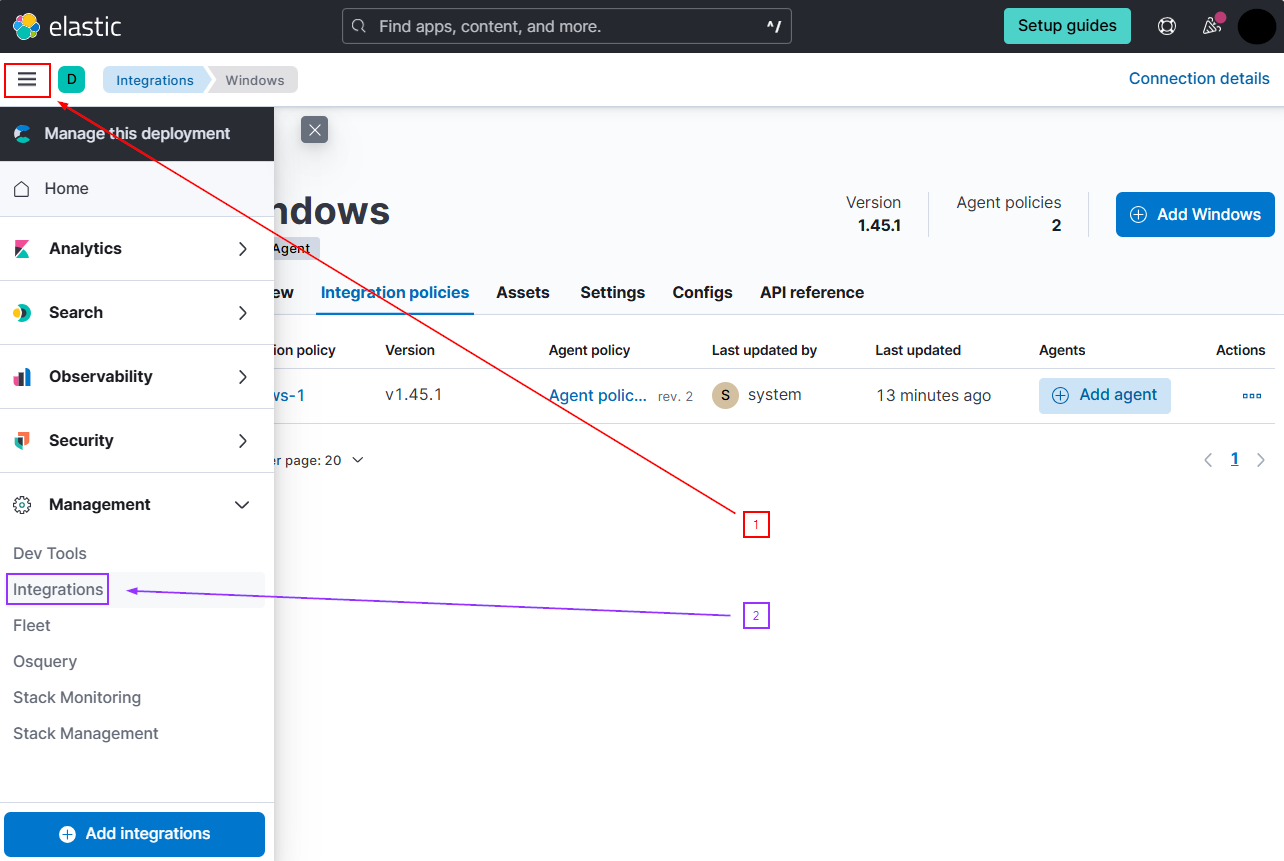 elastic
Find apps, content, and more.
^/
Setup guides
D
Integrations
Windows
Connection details
Manage this deployment
Home
Analytics
Search
Observability
Security
Management
Dev Tools
Integrations
Fleet
Osquery
Stack Monitoring
Stack Management
Add integrations
ndows
Agent
Version
1.45.1
Agent policies
2
Add Windows
ew
Integration policies
Assets
Settings
Configs
API reference
ion policy
Version
Agent policy
Last updated by
Last updated
Agents
Actions
ws-1
v1.45.1
Agent polic...
rev. 2
S
system
13 minutes ago
Add agent
er page: 20
1
1
2